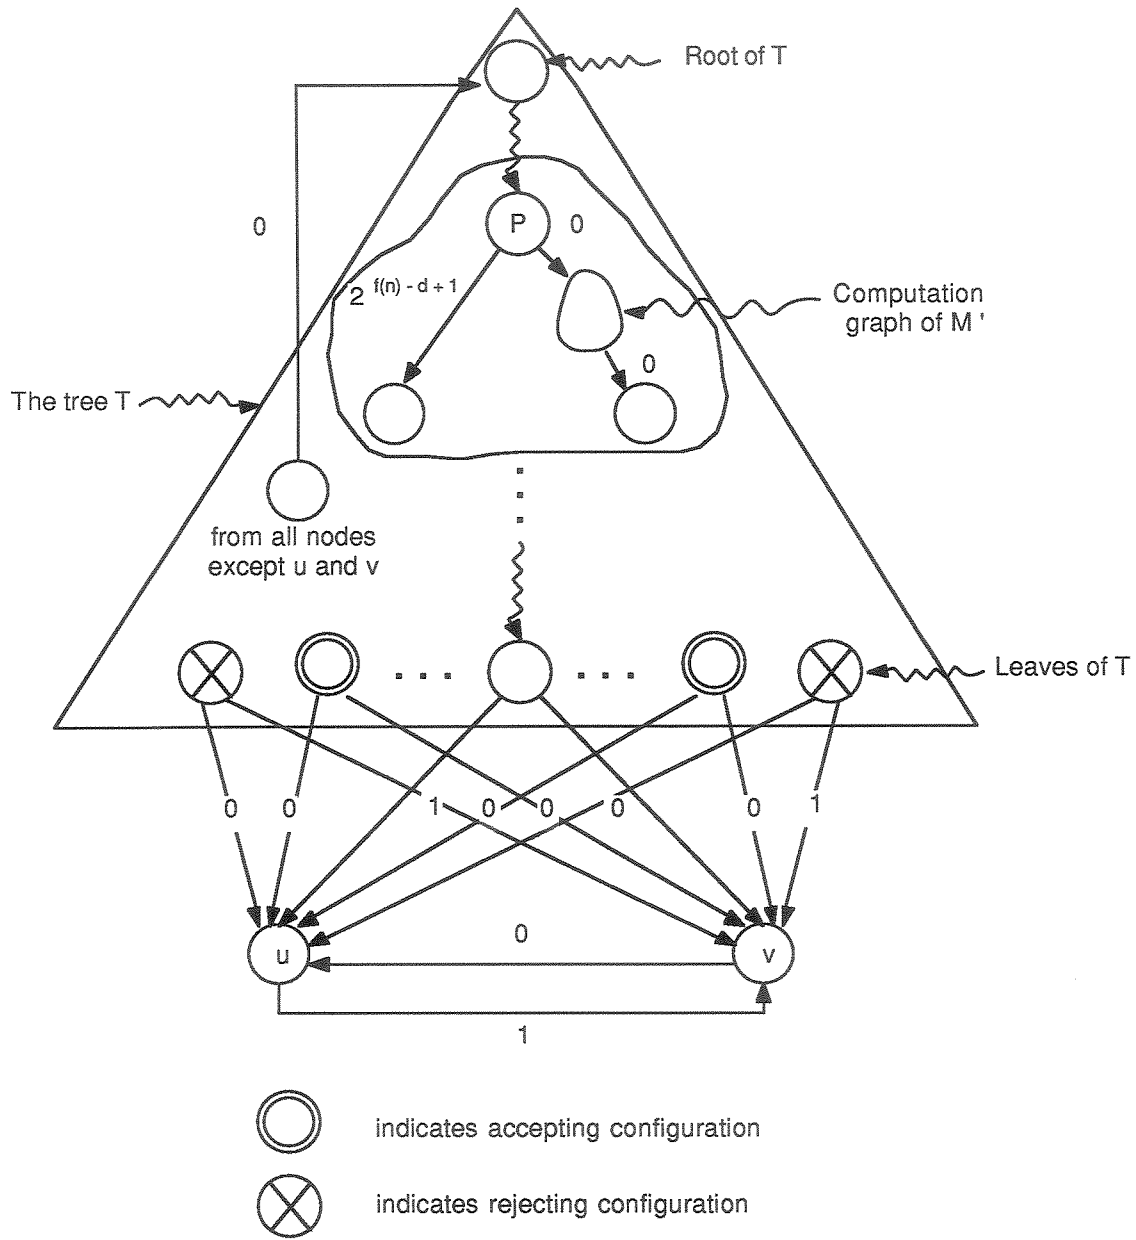 Root of T
0
P 0
2 f(n) - d + 1
Computation
graph of M '
0
The tree T
from all nodes
except u and v
Leaves of T
0 0 1 0 0 0 0 1
u 0 v
1
indicates accepting configuration
indicates rejecting configuration